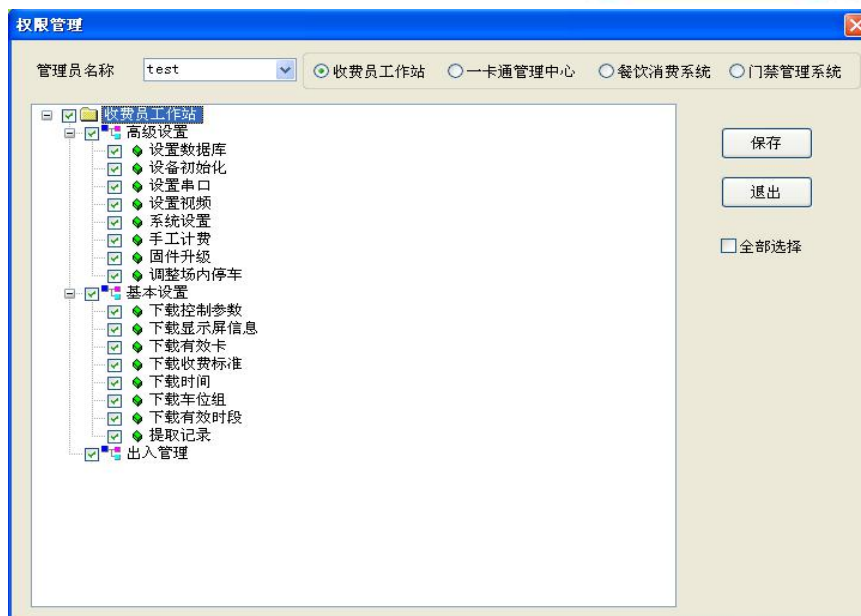 权限管理
管理员名称 test 收费员工作站 一卡通管理中心 餐饮消费系统 门禁管理系统
收费员工作站
高级设置
设置数据库
设备初始化
设置串口
设置视频
系统设置
手工计费
固件升级
调整场内停车
基本设置
下载控制参数
下载显示屏信息
下载有效卡
下载收费标准
下载时间
下载车位组
下载有效时段
提取记录
出入管理
保存
退出
全部选择